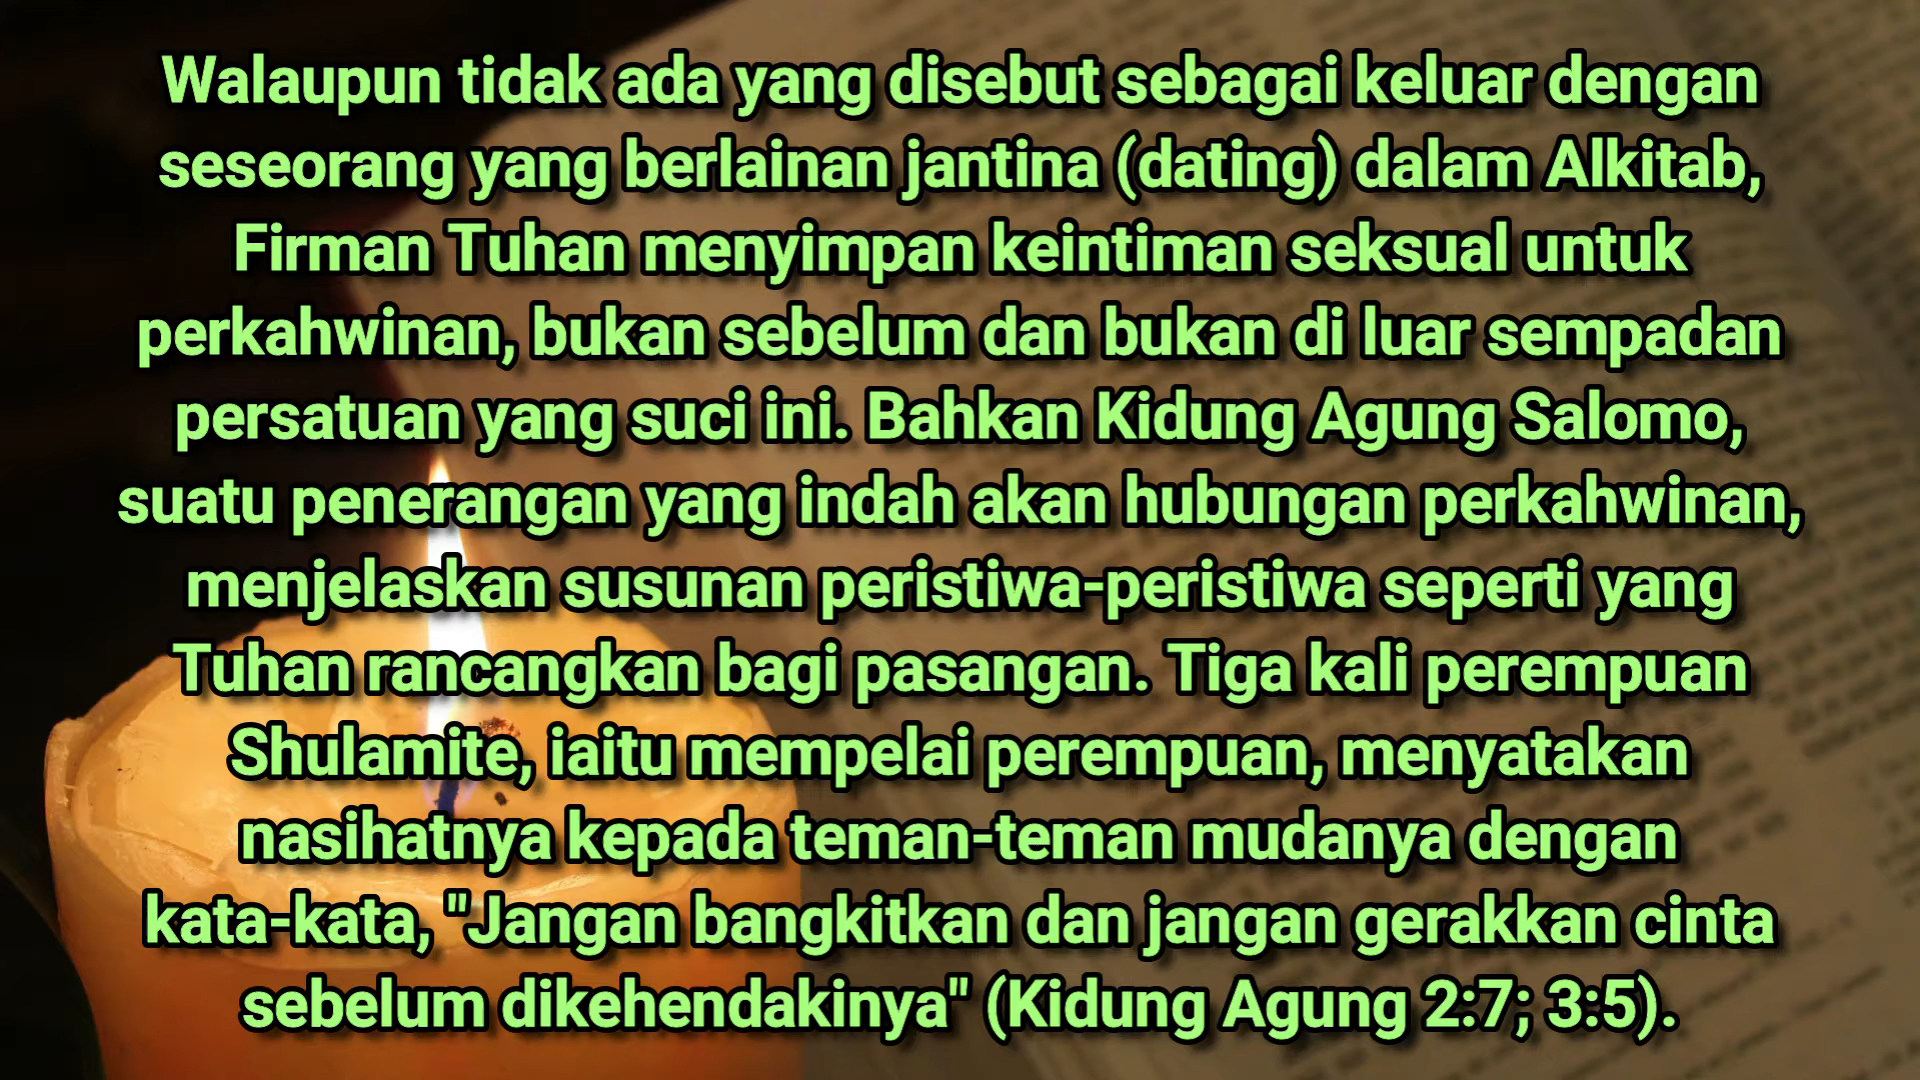 Walaupun tidak ada yang disebut sebagai keluar dengan
seseorang yang berlainan jantina (dating) dalam Alkitab,
Firman Tuhan menyimpan keintiman seksual untuk
perkahwinan, bukan sebelum dan bukan di luar sempadan
persatuan yang suci ini. Bahkan Kidung Agung Salomo,
suatu penerangan yang indah akan hubungan perkahwinan,
menjelaskan susunan peristiwa-peristiwa seperti yang
Tuhan rancangkan bagi pasangan. Tiga kali perempuan
Shulamite, iaitu mempelai perempuan, menyatakan
nasihatnya kepada teman-teman mudanya dengan
kata-kata, "Jangan bangkitkan dan jangan gerakkan cinta
sebelum dikehendakinya" (Kidung Agung 2:7; 3:5).